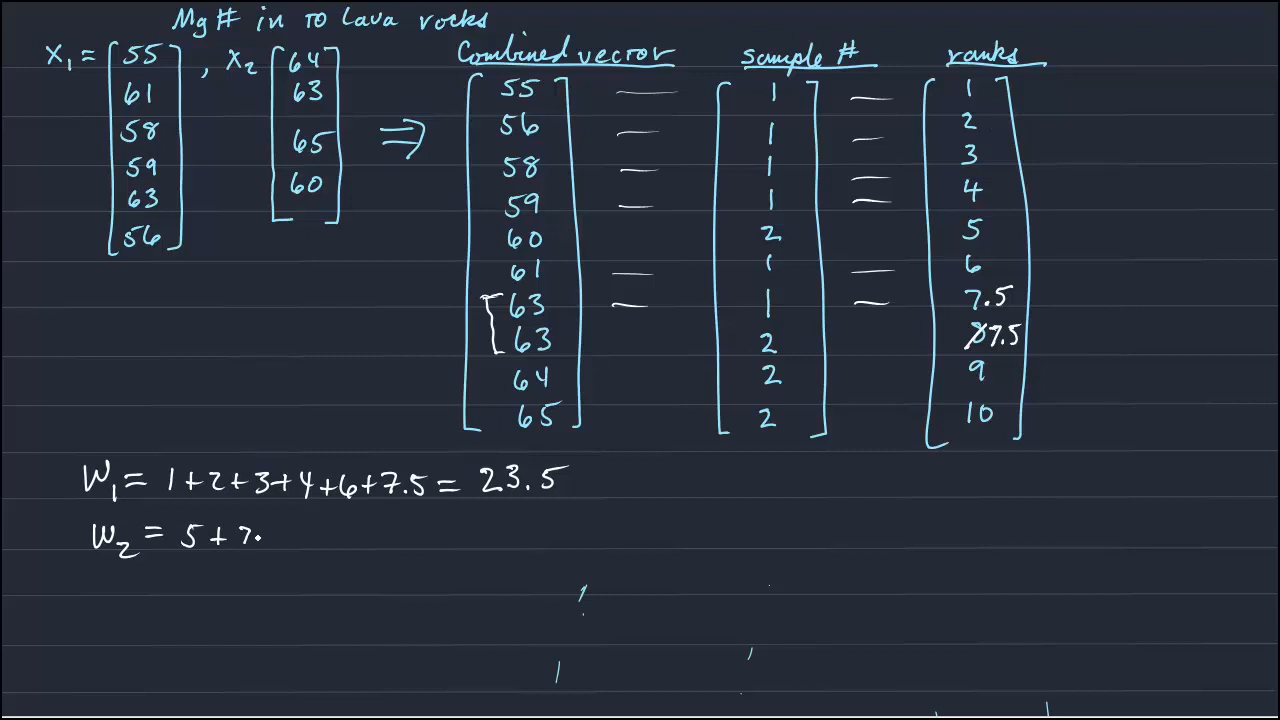 Mg # in TO Lava rocks
X1 = [55 61 58 59 63 56] , X2 [64 63 65 60] ⇒
Combined vector sample # ranks
55 — 1 — 1
56 — 1 — 2
58 — 1 — 3
59 — 1 — 4
60 2 5
61 — 1 — 6
63 — 1 — 7.5
63 2 8 7.5
64 2 9
65 2 10
W1 = 1+2+3+4+6+7.5 = 23.5
W2 = 5+7.